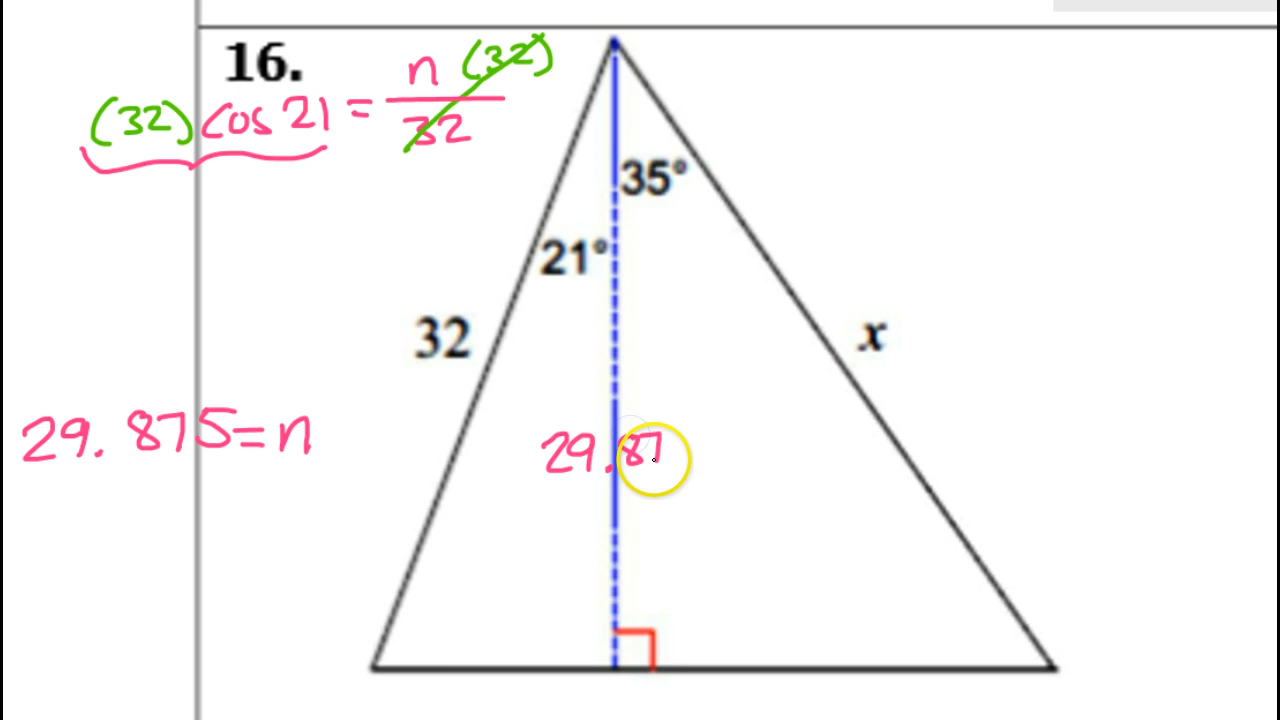 16.
(32) cos 21 = n (32)
32
35°
21°
32
x
29.875=n
29.87